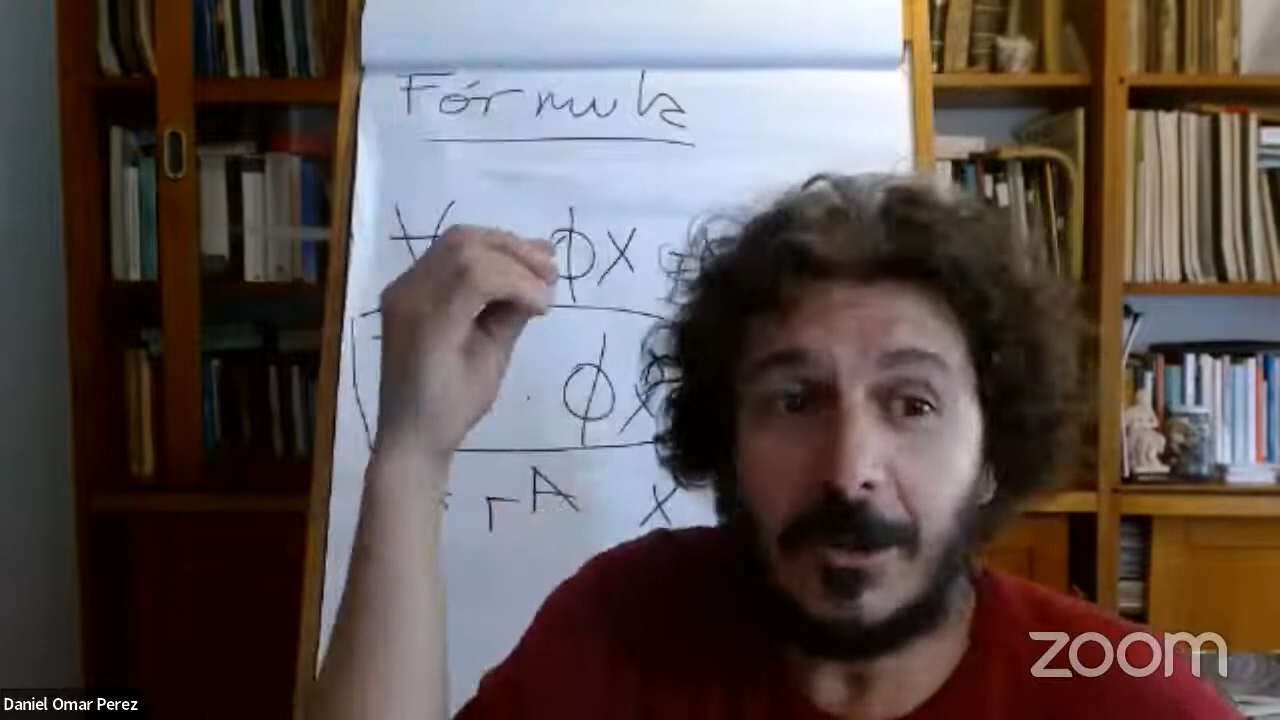 Fórmula
∀ ϕx
ϕx
A x
zoom
Daniel Omar Perez